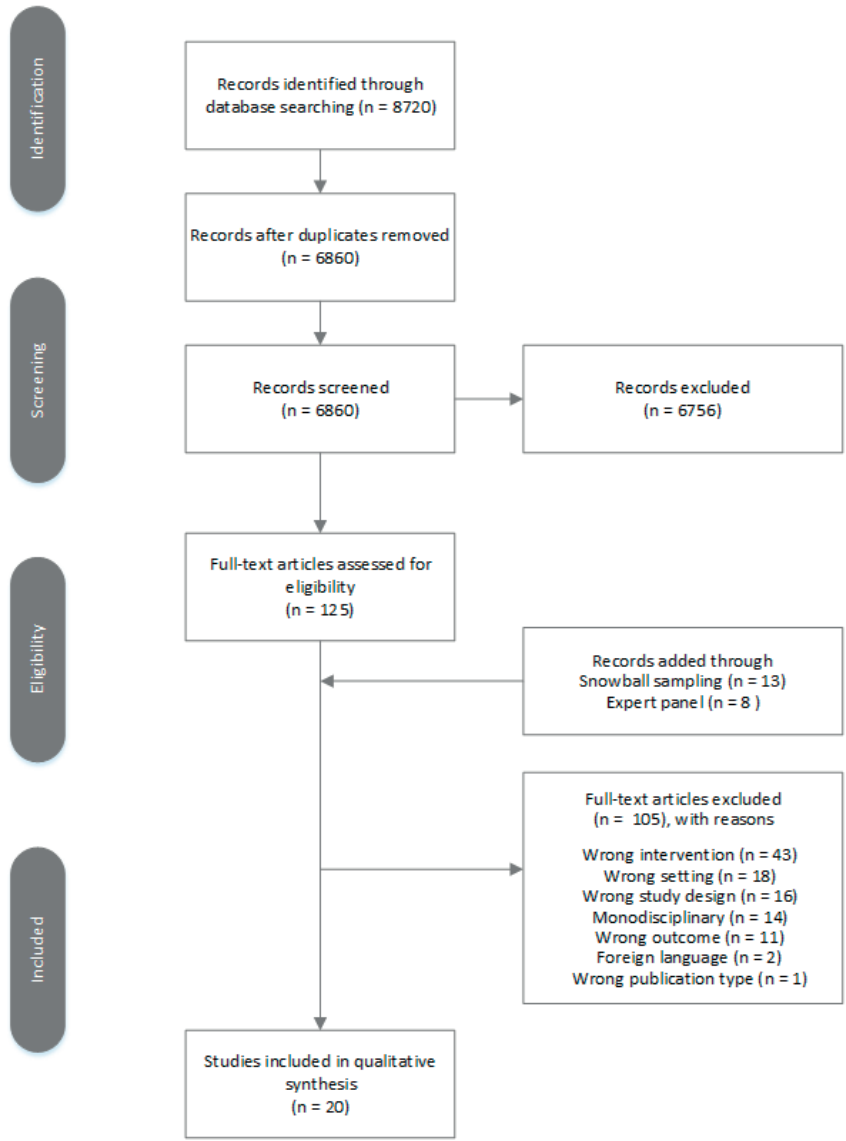 Identification
Records identified through
database searching (n = 8720)
Records after duplicates removed
(n = 6860)
Screening
Records screened
(n = 6860)
Records excluded
(n = 6756)
Eligibility
Full-text articles assessed for
eligibility
(n = 125)
Records added through
Snowball sampling (n = 13)
Expert panel (n = 8 )
Full-text articles excluded
(n = 105), with reasons
Wrong intervention (n = 43)
Wrong setting (n = 18)
Wrong study design (n = 16)
Monodisciplinary (n = 14)
Wrong outcome (n = 11)
Foreign language (n = 2)
Wrong publication type (n = 1)
Included
Studies included in qualitative
synthesis
(n = 20)